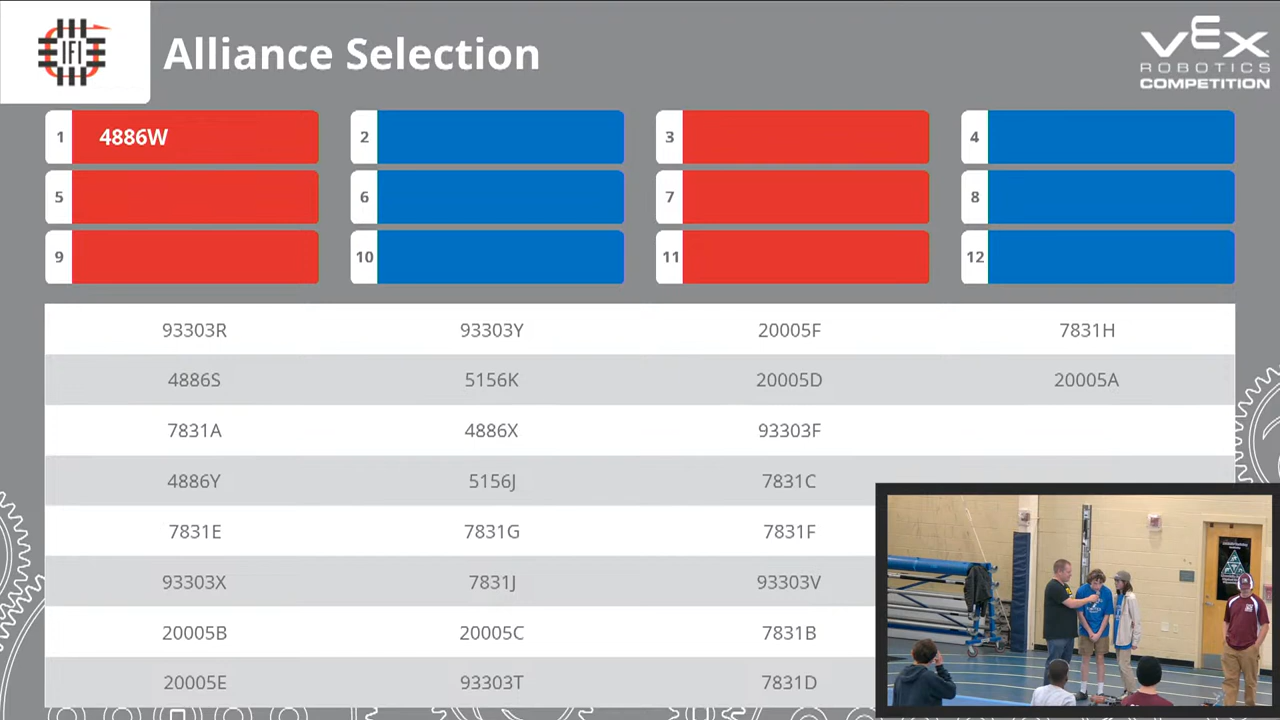 IFI
Alliance Selection
VEX
ROBOTICS
COMPETITION
1 4886W 2 3 4
5 6 7 8
9 10 11 12
93303R 93303Y 20005F 7831H
4886S 5156K 20005D 20005A
7831A 4886X 93303F
4886Y 5156J 7831C
7831E 7831G 7831F
93303X 7831J 93303V
20005B 20005C 7831B
20005E 93303T 7831D